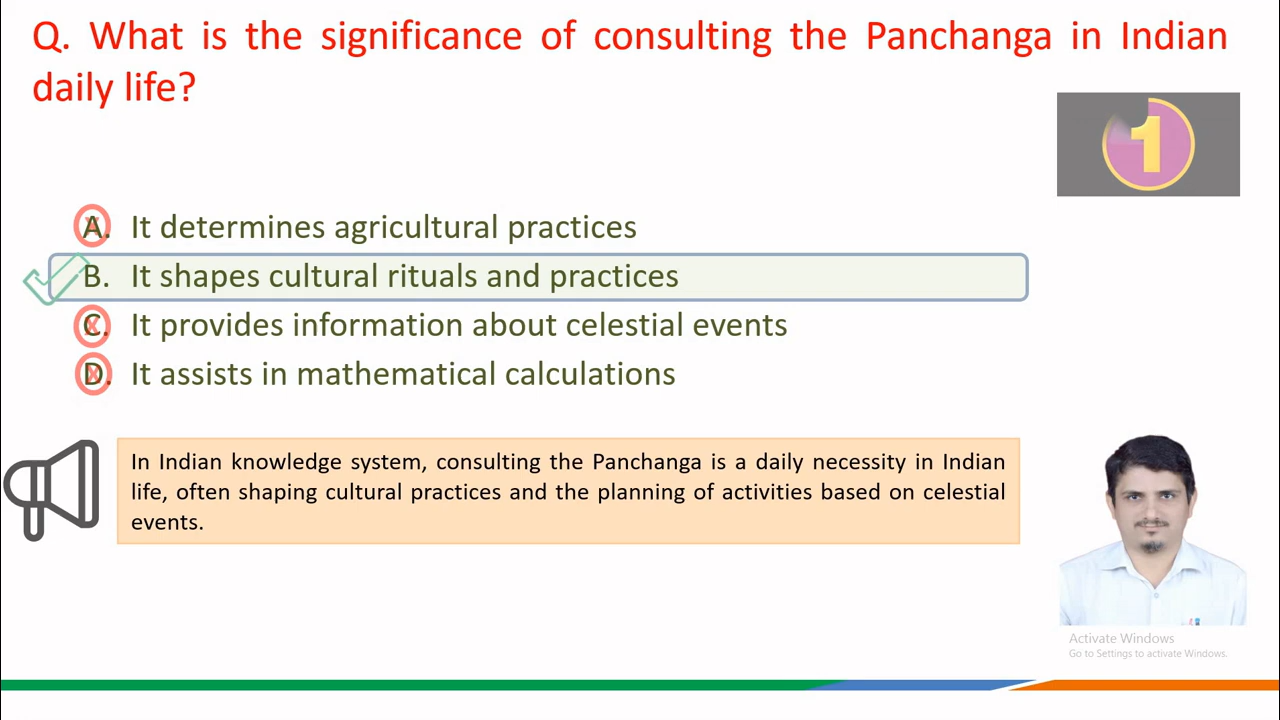 Q. What is the significance of consulting the Panchanga in Indian
daily life?
1
A. It determines agricultural practices
B. It shapes cultural rituals and practices
C. It provides information about celestial events
D. It assists in mathematical calculations
In Indian knowledge system, consulting the Panchanga is a daily necessity in Indian
life, often shaping cultural practices and the planning of activities based on celestial
events.
Activate Windows
Go to Settings to activate Windows.